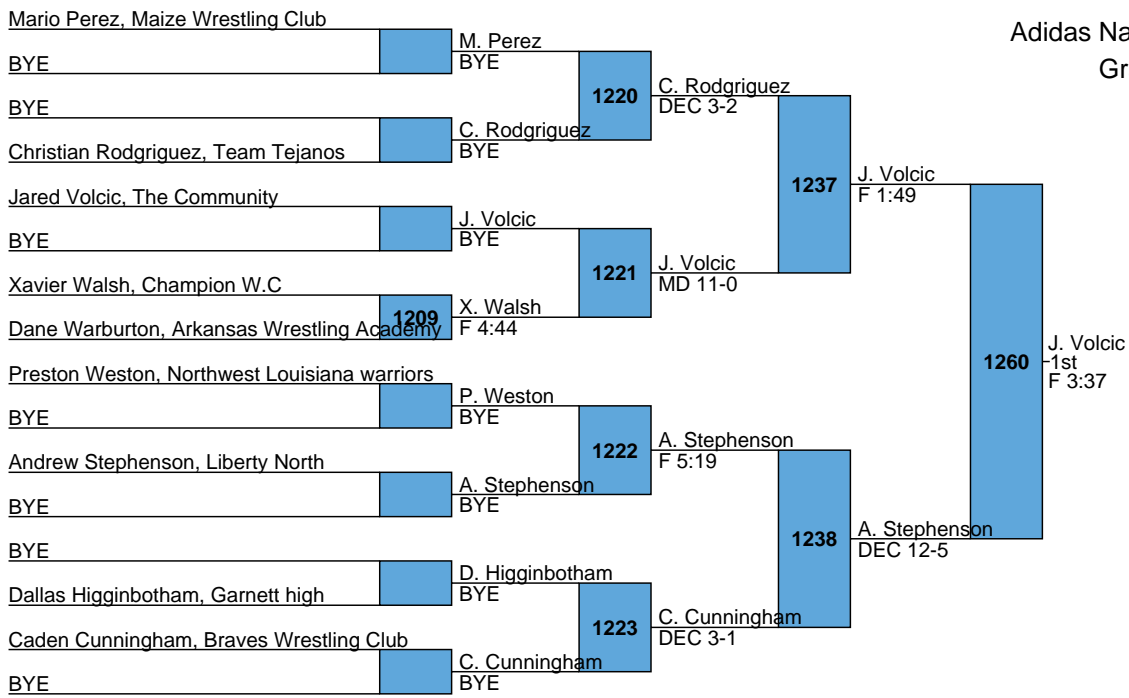 Mario Perez, Maize Wrestling Club
BYE
BYE
Christian Rodgriguez, Team Tejanos
Jared Volcic, The Community
BYE
Xavier Walsh, Champion W.C
Dane Warburton, Arkansas Wrestling Academy
Preston Weston, Northwest Louisiana warriors
BYE
Andrew Stephenson, Liberty North
BYE
BYE
Dallas Higginbotham, Garnett high
Caden Cunningham, Braves Wrestling Club
BYE
1209
M. Perez
BYE
C. Rodgriguez
BYE
J. Volcic
BYE
X. Walsh
F 4:44
P. Weston
BYE
A. Stephenson
BYE
D. Higginbotham
BYE
C. Cunningham
BYE
1220
1221
1222
1223
C. Rodgriguez
DEC 3-2
J. Volcic
MD 11-0
A. Stephenson
F 5:19
C. Cunningham
DEC 3-1
1237
1238
J. Volcic
F 1:49
A. Stephenson
DEC 12-5
1260
J. Volcic
1st
F 3:37
Adidas Na
Gr